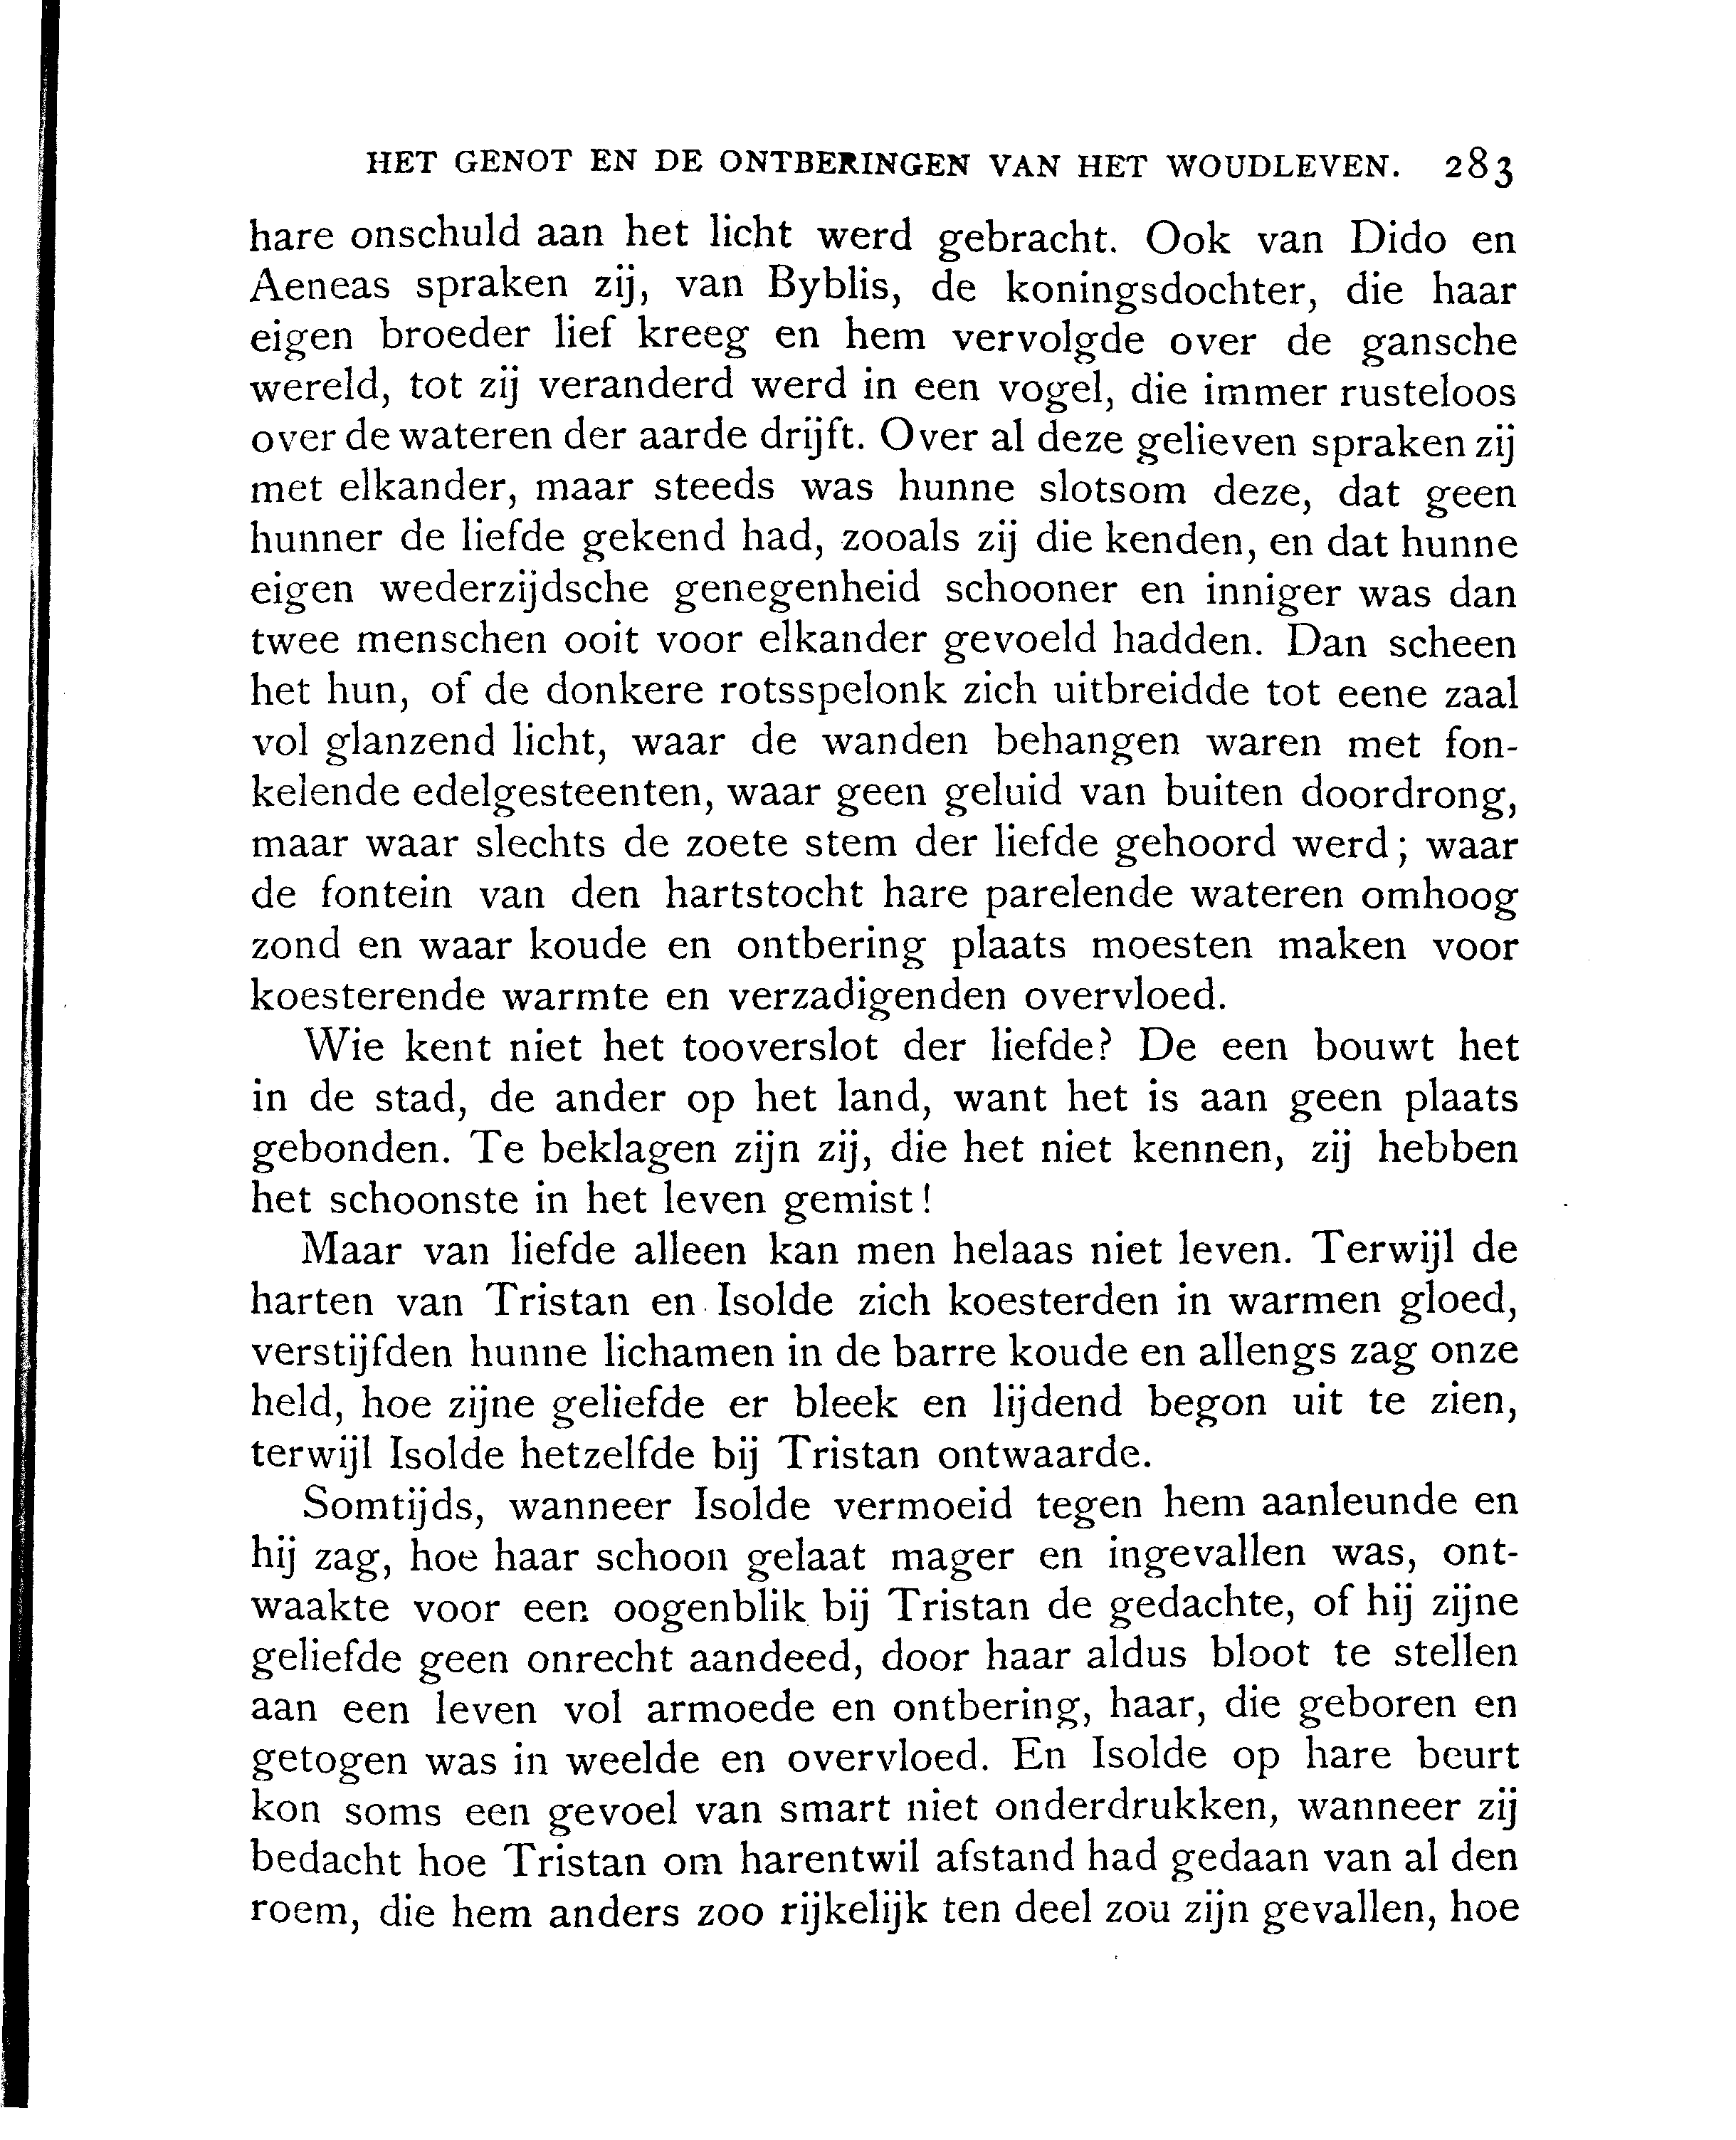 HET GENOT EN DE ONTBERINGEN VAN HET WOUDLEVEN. 283
hare onschuld aan het licht werd gebracht. Ook van Dido en
Aeneas spraken zij, van Byblis, de koningsdochter, die haar
eigen broeder lief kreeg en hem vervolgde over de gansche
wereld, tot zij veranderd werd in een vogel, die immer rusteloos
over de wateren der aarde drijft. Over al deze gelieven spraken zij
met elkander, maar steeds was hunne slotsom deze, dat geen
hunner de liefde gekend had, zooals zij die kenden, en dat hunne
eigen wederzijdsche genegenheid schooner en inniger was dan
twee menschen ooit voor elkander gevoeld hadden. Dan scheen
het hun, of de donkere rotsspelonk zich uitbreidde tot eene zaal
vol glanzend licht, waar de wanden behangen waren met fon-
kelende edelgesteenten, waar geen geluid van buiten doordrong,
maar waar slechts de zoete stem der liefde gehoord werd; waar
de fontein van den hartstocht hare parelende wateren omhoog
zond en waar koude en ontbering plaats moesten maken voor
koesterende warmte en verzadigenden overvloed.
Wie kent niet het tooverslot der liefde? De een bouwt het
in de stad, de ander op het land, want het is aan geen plaats
gebonden. Te beklagen zijn zij, die het niet kennen, zij hebben
het schoonste in het leven gemist!
Maar van liefde alleen kan men helaas niet leven. Terwijl de
harten van Tristan en Isolde zich koesterden in warmen gloed,
verstijfden hunne lichamen in de barre koude en allengs zag onze
held, hoe zijne geliefde er bleek en lijdend begon uit te zien,
terwijl Isolde hetzelfde bij Tristan ontwaarde.
Somtijds, wanneer Isolde vermoeid tegen hem aanleunde en
hij zag, hoe haar schoon gelaat mager en ingevallen was, ont-
waakte voor een oogenblik bij Tristan de gedachte, of hij zijne
geliefde geen onrecht aandeed, door haar aldus bloot te stellen
aan een leven vol armoede en ontbering, haar, die geboren en
getogen was in weelde en overvloed. En Isolde op hare beurt
kon soms een gevoel van smart niet onderdrukken, wanneer zij
bedacht hoe Tristan om harentwil afstand had gedaan van al den
roem, die hem anders zoo rijkelijk ten deel zou zijn gevallen, hoe